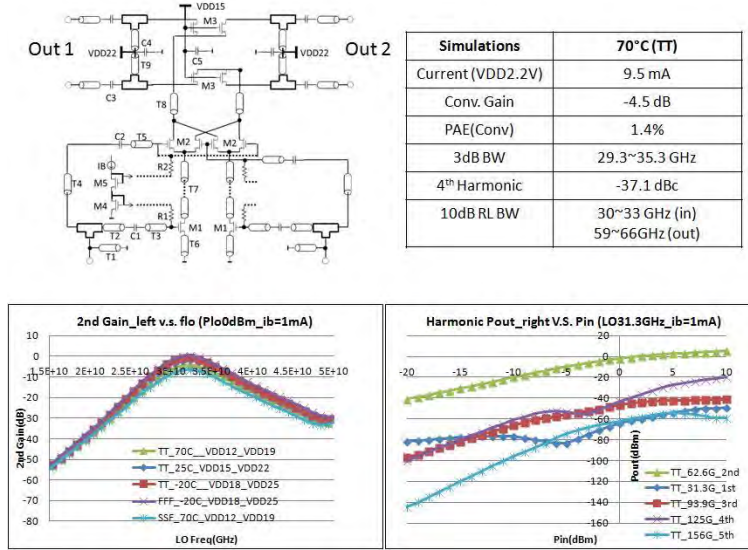 VDD15
M3
Out 1
C4
VDD22
T9
C5
VDD22
Out 2
M3
C3
T8
C2
T5
M2
M2
IB
R2
T4
M5
T7
M4
R1
M1
M1
T2
C1
T3
T6
T1
Simulations 70°C (TT)
Current (VDD2.2V) 9.5 mA
Conv. Gain -4.5 dB
PAE(Conv) 1.4%
3dB BW 29.3~35.3 GHz
4th Harmonic -37.1 dBc
10dB RL BW 30~33 GHz (in)
59~66GHz (out)
2nd Gain_left v.s. flo (Plo0dBm_ib=1mA)
10
0
1.5E+10 2E+10 2.5E+10 3E+10 3.5E+10 4E+10 4.5E+10 5E+10
-10
-20
-30
-40
-50
-60
-70
-80
2nd Gain(dB)
TT_70C__VDD12_VDD19
TT_25C_VDD15_VDD22
TT_-20C__VDD18_VDD25
FFF_-20C_VDD18_VDD25
SSF_70C_VDD12_VDD19
LO Freq(GHz)
Harmonic Pout_right V.S. Pin (LO31.3GHz_ib=1mA)
20
0
-20 -15 -10 -5 0 5 10
-20
-40
-60
-80
-100
-120
-140
-160
Pout(dBm)
TT_62.6G_2nd
TT_31.3G_1st
TT_93.9G_3rd
TT_125G_4th
TT_156G_5th
Pin(dBm)